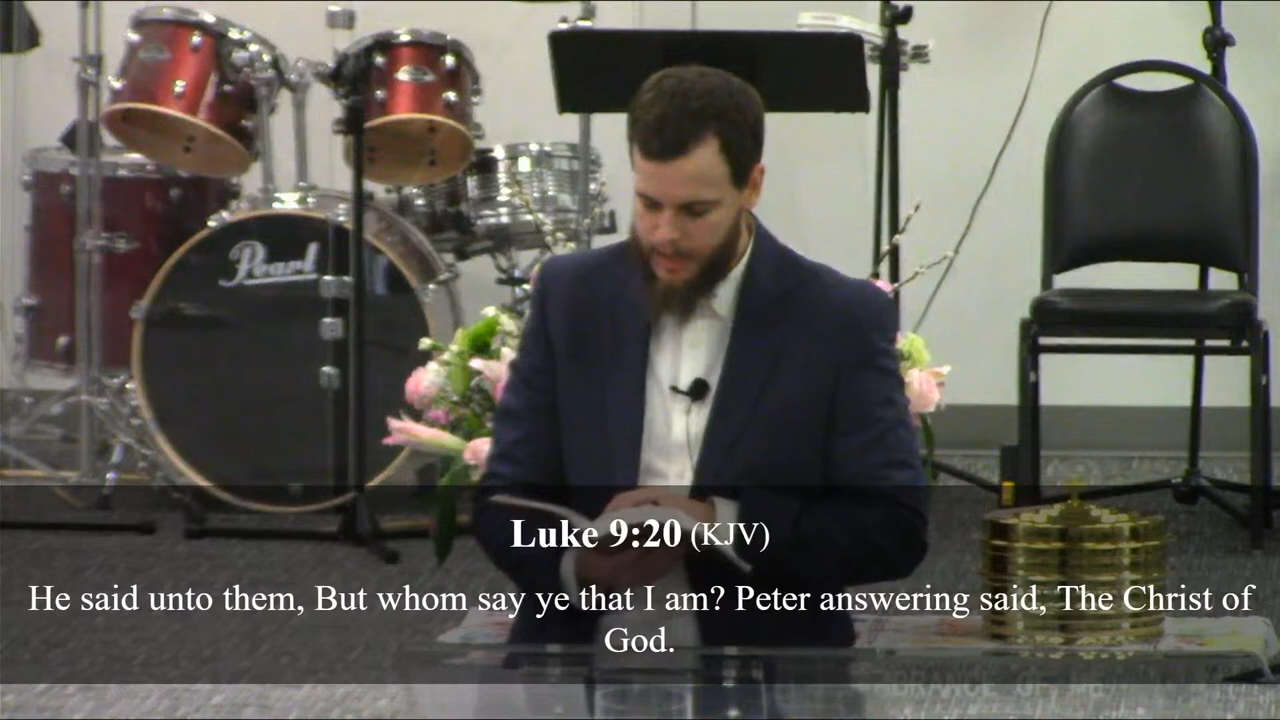 Pearl
Luke 9:20 (KJV)
He said unto them, But whom say ye that I am? Peter answering said, The Christ of
God.